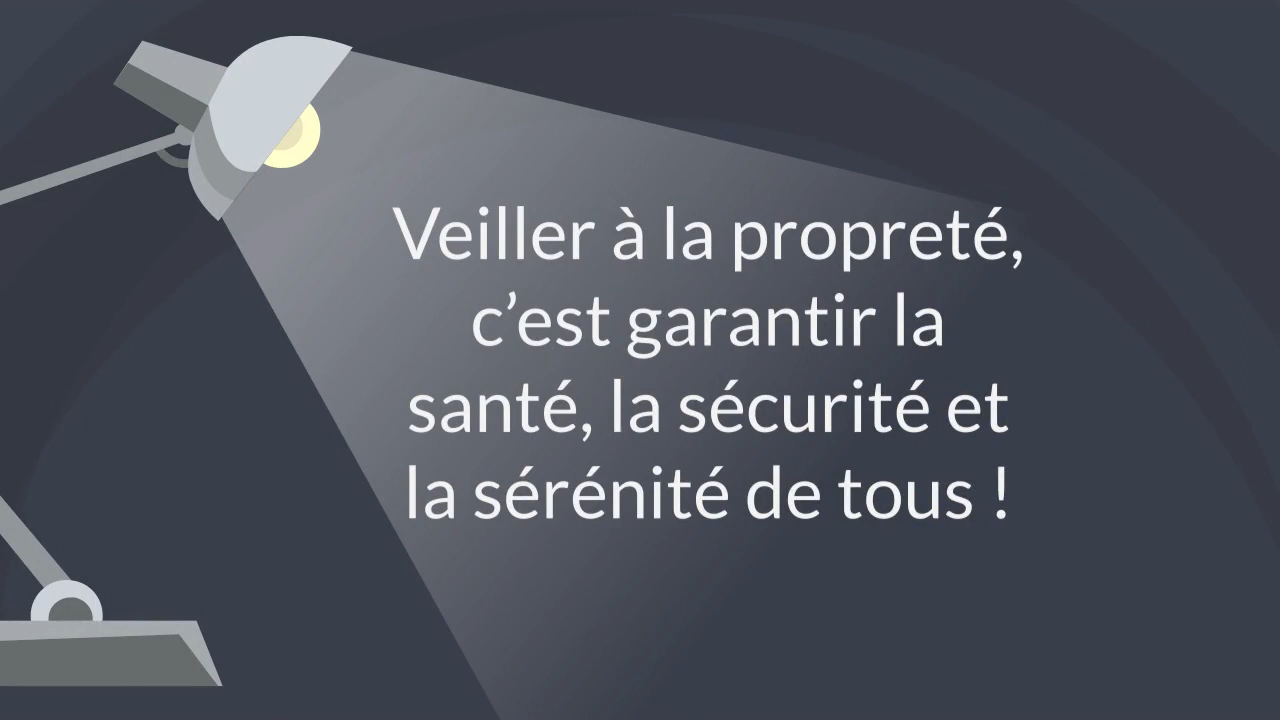 Veiller à la propreté,
c’est garantir la
santé, la sécurité et
la sérénité de tous !